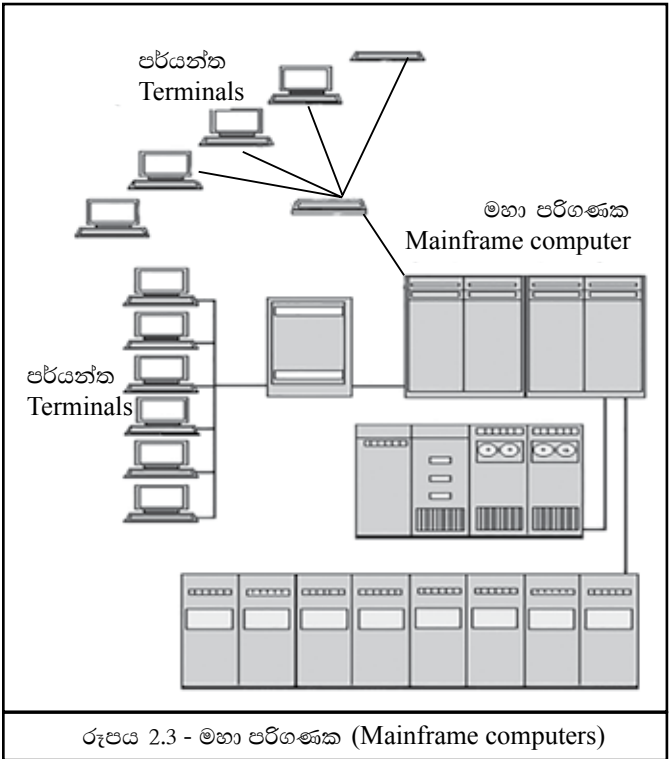 පර්යන්ත
Terminals
මහා පරිගණක
Mainframe computer
පර්යන්ත
Terminals
රූපය 2.3 - මහා පරිගණක (Mainframe computers)